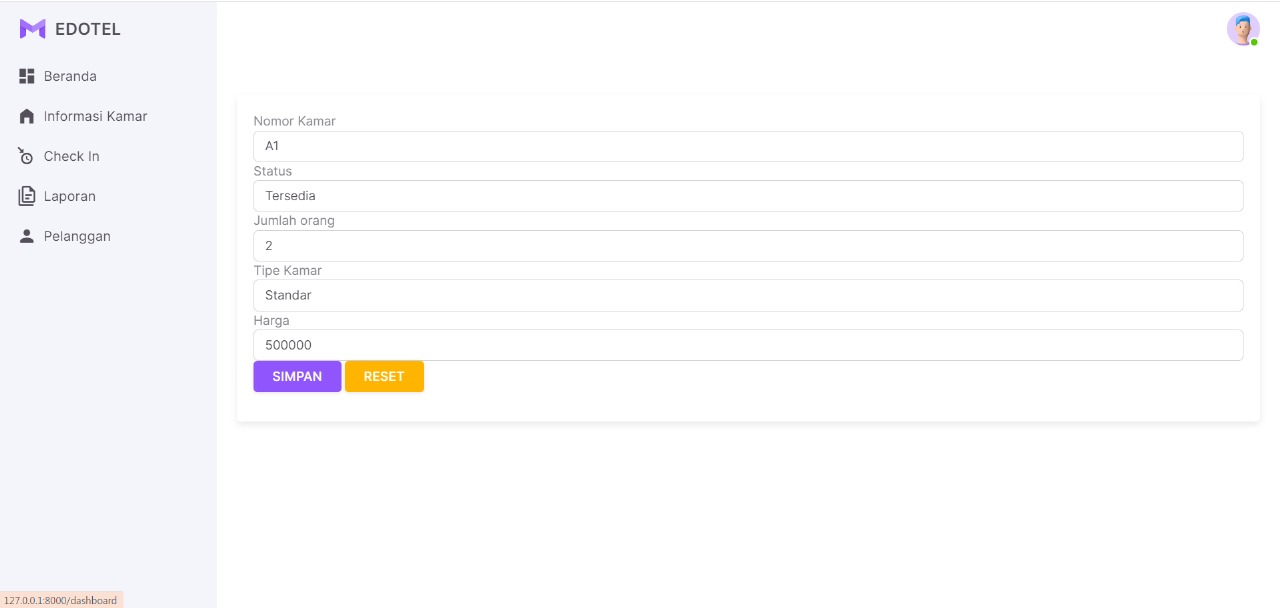 EDOTEL
Beranda
Informasi Kamar
Check In
Laporan
Pelanggan
Nomor Kamar
A1
Status
Tersedia
Jumlah orang
2
Tipe Kamar
Standar
Harga
500000
SIMPAN RESET
127.0.0.1:8000/dashboard